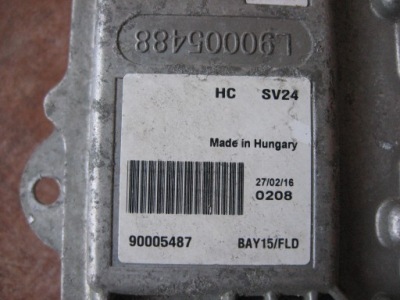 L90005488
HC SV24
Made in Hungary
27/02/16
0208
90005487 BAY15/FLD